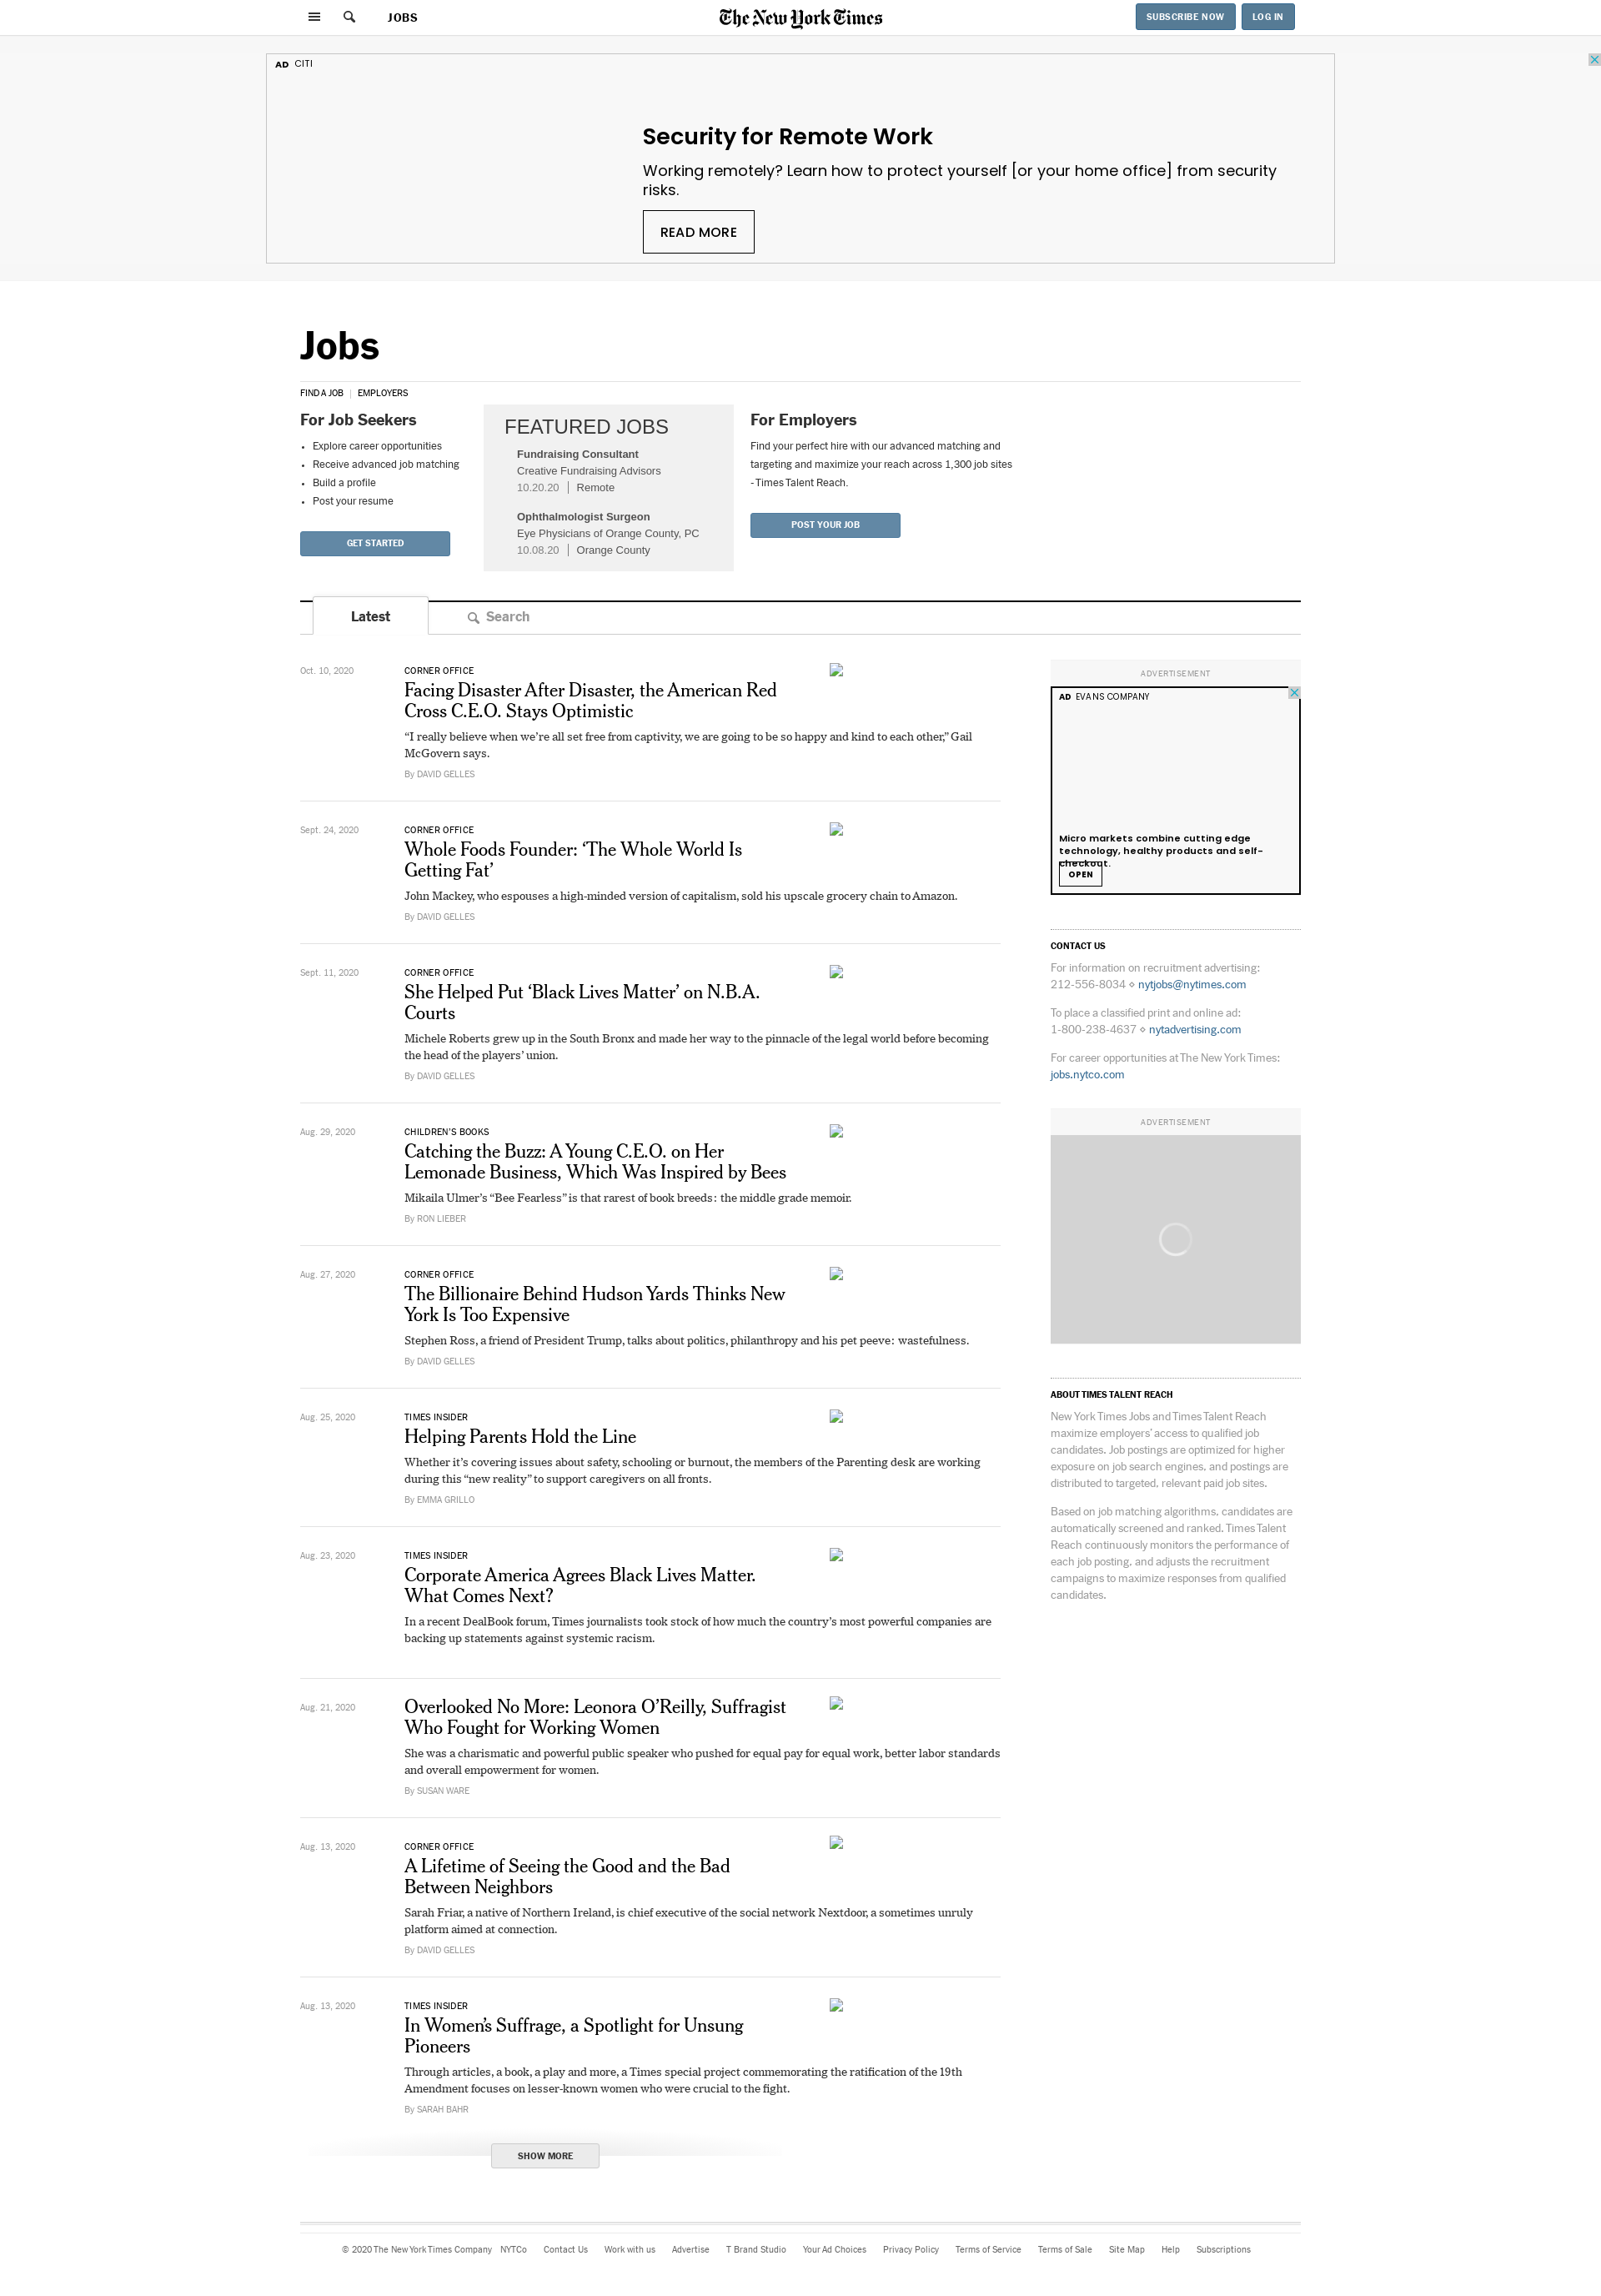 JOBS
The New York Times
SUBSCRIBE NOW
LOG IN
AD CITI
Security for Remote Work
Working remotely? Learn how to protect yourself [or your home office] from security
risks.
READ MORE
Jobs
FIND A JOB | EMPLOYERS
For Job Seekers
• Explore career opportunities
• Receive advanced job matching
• Build a profile
• Post your resume
GET STARTED
FEATURED JOBS
Fundraising Consultant
Creative Fundraising Advisors
10.20.20 | Remote
Ophthalmologist Surgeon
Eye Physicians of Orange County, PC
10.08.20 | Orange County
For Employers
Find your perfect hire with our advanced matching and
targeting and maximize your reach across 1,300 job sites
- Times Talent Reach.
POST YOUR JOB
Latest
Search
Oct. 10, 2020
CORNER OFFICE
Facing Disaster After Disaster, the American Red
Cross C.E.O. Stays Optimistic
“I really believe when we’re all set free from captivity, we are going to be so happy and kind to each other,” Gail
McGovern says.
By DAVID GELLES
Sept. 24, 2020
CORNER OFFICE
Whole Foods Founder: ‘The Whole World Is
Getting Fat’
John Mackey, who espouses a high-minded version of capitalism, sold his upscale grocery chain to Amazon.
By DAVID GELLES
Sept. 11, 2020
CORNER OFFICE
She Helped Put ‘Black Lives Matter’ on N.B.A.
Courts
Michele Roberts grew up in the South Bronx and made her way to the pinnacle of the legal world before becoming
the head of the players’ union.
By DAVID GELLES
Aug. 29, 2020
CHILDREN’S BOOKS
Catching the Buzz: A Young C.E.O. on Her
Lemonade Business, Which Was Inspired by Bees
Mikaila Ulmer’s “Bee Fearless” is that rarest of book breeds: the middle grade memoir.
By RON LIEBER
Aug. 27, 2020
CORNER OFFICE
The Billionaire Behind Hudson Yards Thinks New
York Is Too Expensive
Stephen Ross, a friend of President Trump, talks about politics, philanthropy and his pet peeve: wastefulness.
By DAVID GELLES
Aug. 25, 2020
TIMES INSIDER
Helping Parents Hold the Line
Whether it’s covering issues about safety, schooling or burnout, the members of the Parenting desk are working
during this “new reality” to support caregivers on all fronts.
By EMMA GRILLO
Aug. 23, 2020
TIMES INSIDER
Corporate America Agrees Black Lives Matter.
What Comes Next?
In a recent DealBook forum, Times journalists took stock of how much the country’s most powerful companies are
backing up statements against systemic racism.
Aug. 21, 2020
Overlooked No More: Leonora O’Reilly, Suffragist
Who Fought for Working Women
She was a charismatic and powerful public speaker who pushed for equal pay for equal work, better labor standards
and overall empowerment for women.
By SUSAN WARE
Aug. 13, 2020
CORNER OFFICE
A Lifetime of Seeing the Good and the Bad
Between Neighbors
Sarah Friar, a native of Northern Ireland, is chief executive of the social network Nextdoor, a sometimes unruly
platform aimed at connection.
By DAVID GELLES
Aug. 13, 2020
TIMES INSIDER
In Women’s Suffrage, a Spotlight for Unsung
Pioneers
Through articles, a book, a play and more, a Times special project commemorating the ratification of the 19th
Amendment focuses on lesser-known women who were crucial to the fight.
By SARAH BAHR
SHOW MORE
ADVERTISEMENT
AD EVANS COMPANY
Micro markets combine cutting edge
technology, healthy products and self-
checkout.
OPEN
CONTACT US
For information on recruitment advertising:
212-556-8034 ⋄ nytjobs@nytimes.com
To place a classified print and online ad:
1-800-238-4637 ⋄ nytadvertising.com
For career opportunities at The New York Times:
jobs.nytco.com
ADVERTISEMENT
ABOUT TIMES TALENT REACH
New York Times Jobs and Times Talent Reach
maximize employers' access to qualified job
candidates. Job postings are optimized for higher
exposure on job search engines, and postings are
distributed to targeted, relevant paid job sites.
Based on job matching algorithms, candidates are
automatically screened and ranked. Times Talent
Reach continuously monitors the performance of
each job posting, and adjusts the recruitment
campaigns to maximize responses from qualified
candidates.
© 2020 The New York Times Company NYTCo Contact Us Work with us Advertise T Brand Studio Your Ad Choices Privacy Policy Terms of Service Terms of Sale Site Map Help Subscriptions